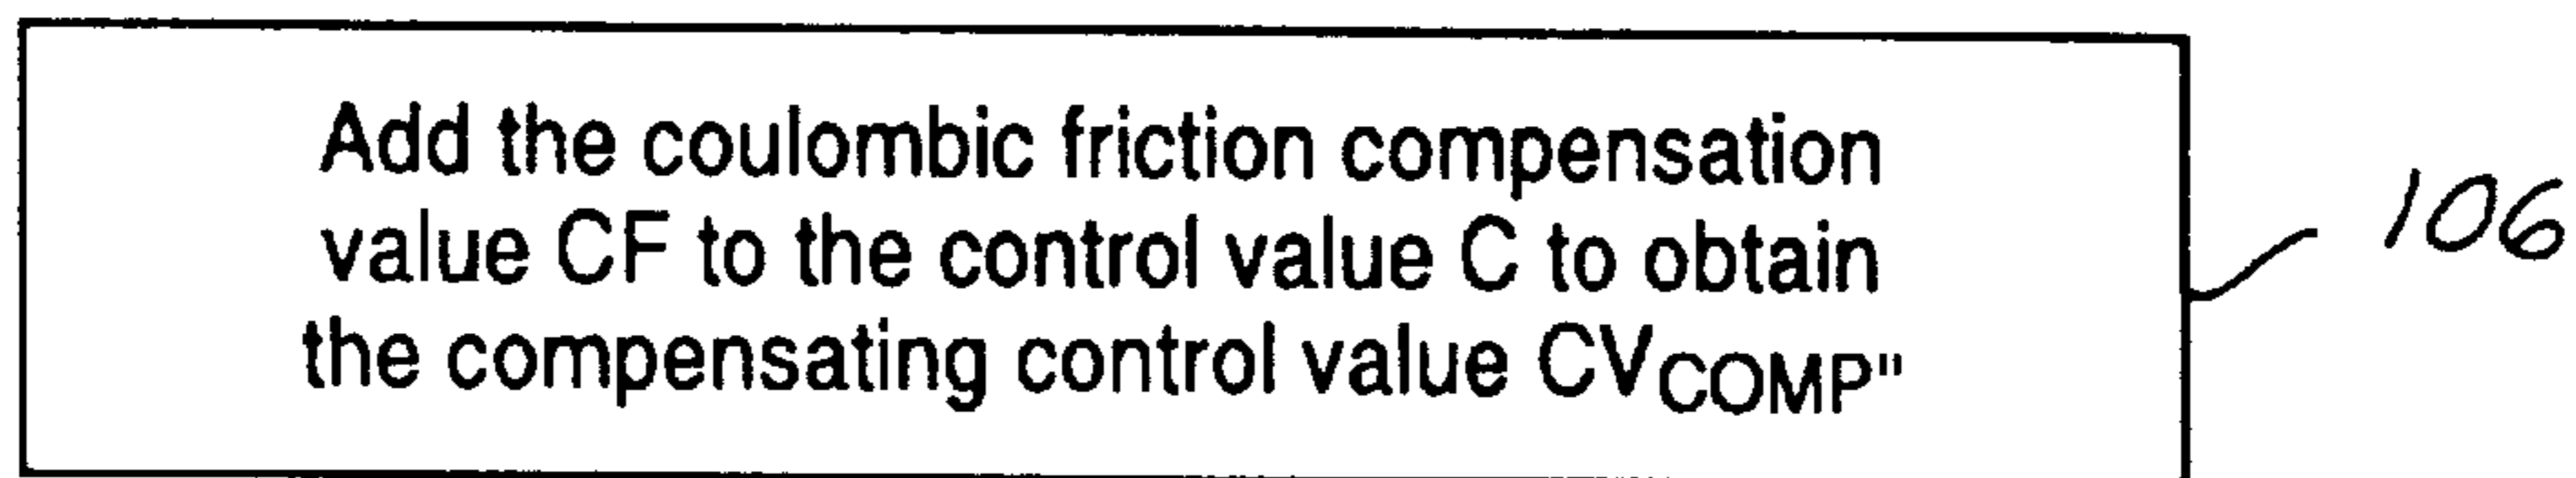 Add the coulombic friction compensation
value CF to the control value C to obtain
the compensating control value CVCOMP"
106